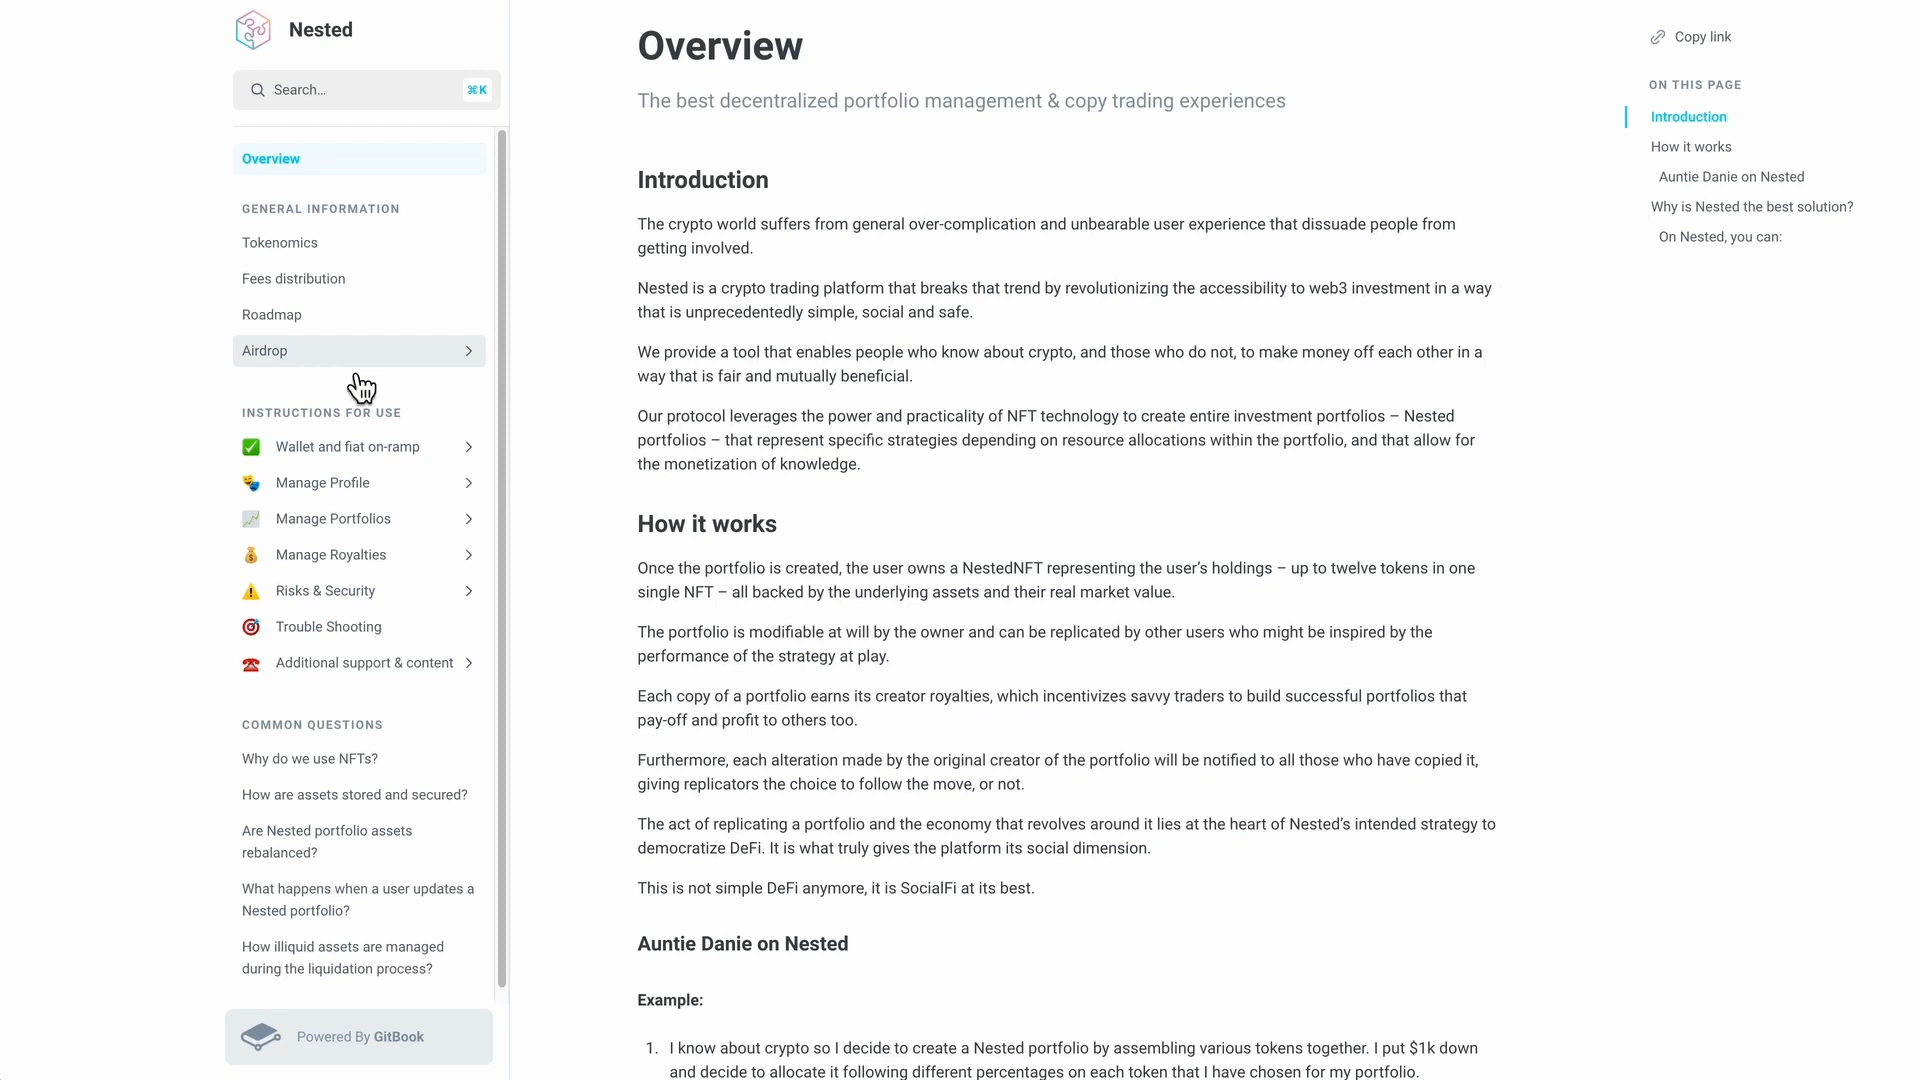 Nested
Search...
⌘K
Overview
GENERAL INFORMATION
Tokenomics
Fees distribution
Roadmap
Airdrop
INSTRUCTIONS FOR USE
Wallet and fiat on-ramp
Manage Profile
Manage Portfolios
Manage Royalties
Risks & Security
Trouble Shooting
Additional support & content
COMMON QUESTIONS
Why do we use NFTs?
How are assets stored and secured?
Are Nested portfolio assets
rebalanced?
What happens when a user updates a
Nested portfolio?
How illiquid assets are managed
during the liquidation process?
Powered By GitBook
Overview
The best decentralized portfolio management & copy trading experiences
Introduction
The crypto world suffers from general over-complication and unbearable user experience that dissuade people from
getting involved.
Nested is a crypto trading platform that breaks that trend by revolutionizing the accessibility to web3 investment in a way
that is unprecedentedly simple, social and safe.
We provide a tool that enables people who know about crypto, and those who do not, to make money off each other in a
way that is fair and mutually beneficial.
Our protocol leverages the power and practicality of NFT technology to create entire investment portfolios – Nested
portfolios – that represent specific strategies depending on resource allocations within the portfolio, and that allow for
the monetization of knowledge.
How it works
Once the portfolio is created, the user owns a NestedNFT representing the user’s holdings – up to twelve tokens in one
single NFT – all backed by the underlying assets and their real market value.
The portfolio is modifiable at will by the owner and can be replicated by other users who might be inspired by the
performance of the strategy at play.
Each copy of a portfolio earns its creator royalties, which incentivizes savvy traders to build successful portfolios that
pay-off and profit to others too.
Furthermore, each alteration made by the original creator of the portfolio will be notified to all those who have copied it,
giving replicators the choice to follow the move, or not.
The act of replicating a portfolio and the economy that revolves around it lies at the heart of Nested’s intended strategy to
democratize DeFi. It is what truly gives the platform its social dimension.
This is not simple DeFi anymore, it is SocialFi at its best.
Auntie Danie on Nested
Example:
1. I know about crypto so I decide to create a Nested portfolio by assembling various tokens together. I put $1k down
and decide to allocate it following different percentages on each token that I have chosen for my portfolio.
Copy link
ON THIS PAGE
Introduction
How it works
Auntie Danie on Nested
Why is Nested the best solution?
On Nested, you can: